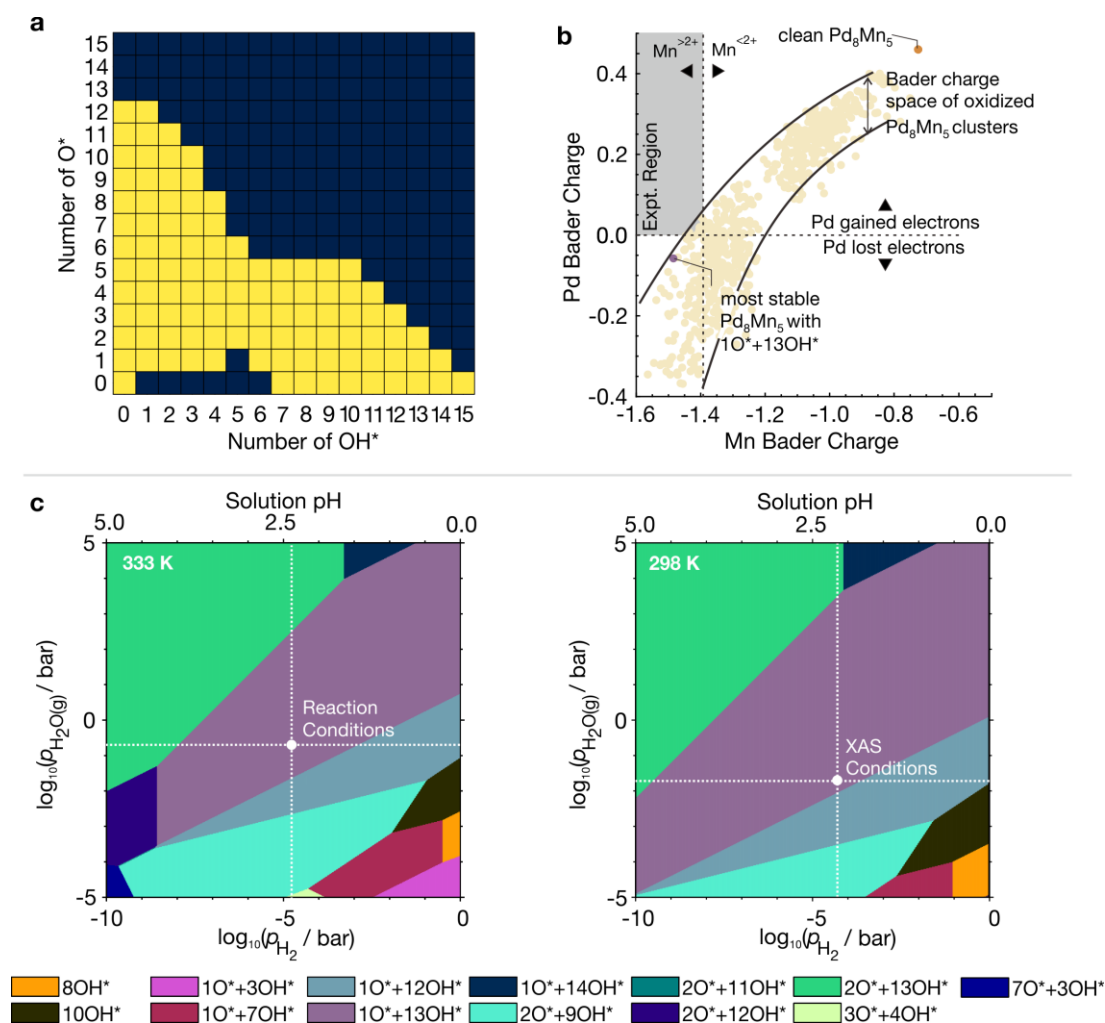 a
15
14
13
12
11
10
9
8
7
6
5
4
3
2
1
0
Number of O*
0 1 2 3 4 5 6 7 8 9 10 11 12 13 14 15
Number of OH*
b
clean Pd₈Mn₅
Mn^>2+ Mn^<2+
Bader charge
space of oxidized
Pd₈Mn₅ clusters
Expt. Region
Pd gained electrons
Pd lost electrons
most stable
Pd₈Mn₅ with
1O*+13OH*
0.4
0.2
0.0
-0.2
-0.4
Pd Bader Charge
-1.6 -1.4 -1.2 -1.0 -0.8 -0.6
Mn Bader Charge
c
Solution pH
5.0 2.5 0.0
333 K
Reaction
Conditions
5
0
-5
log₁₀(p_H₂O(g) / bar)
-10 -5 0
log₁₀(p_H₂ / bar)
Solution pH
5.0 2.5 0.0
298 K
XAS
Conditions
5
0
-5
log₁₀(p_H₂O(g) / bar)
-10 -5 0
log₁₀(p_H₂ / bar)
8OH* 1O*+3OH* 1O*+12OH* 1O*+14OH* 2O*+11OH* 2O*+13OH* 7O*+3OH*
10OH* 1O*+7OH* 1O*+13OH* 2O*+9OH* 2O*+12OH* 3O*+4OH*